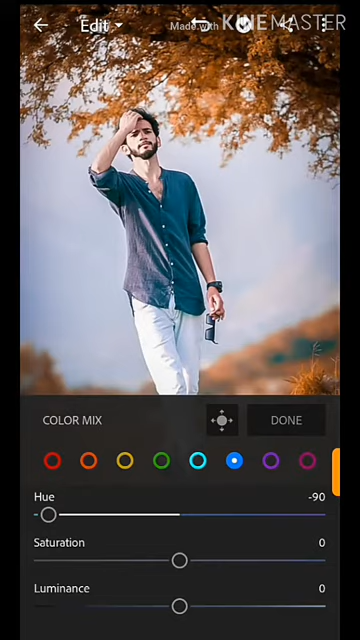 Edit
Made with KINEMASTER
COLOR MIX
DONE
Hue
-90
Saturation
0
Luminance
0